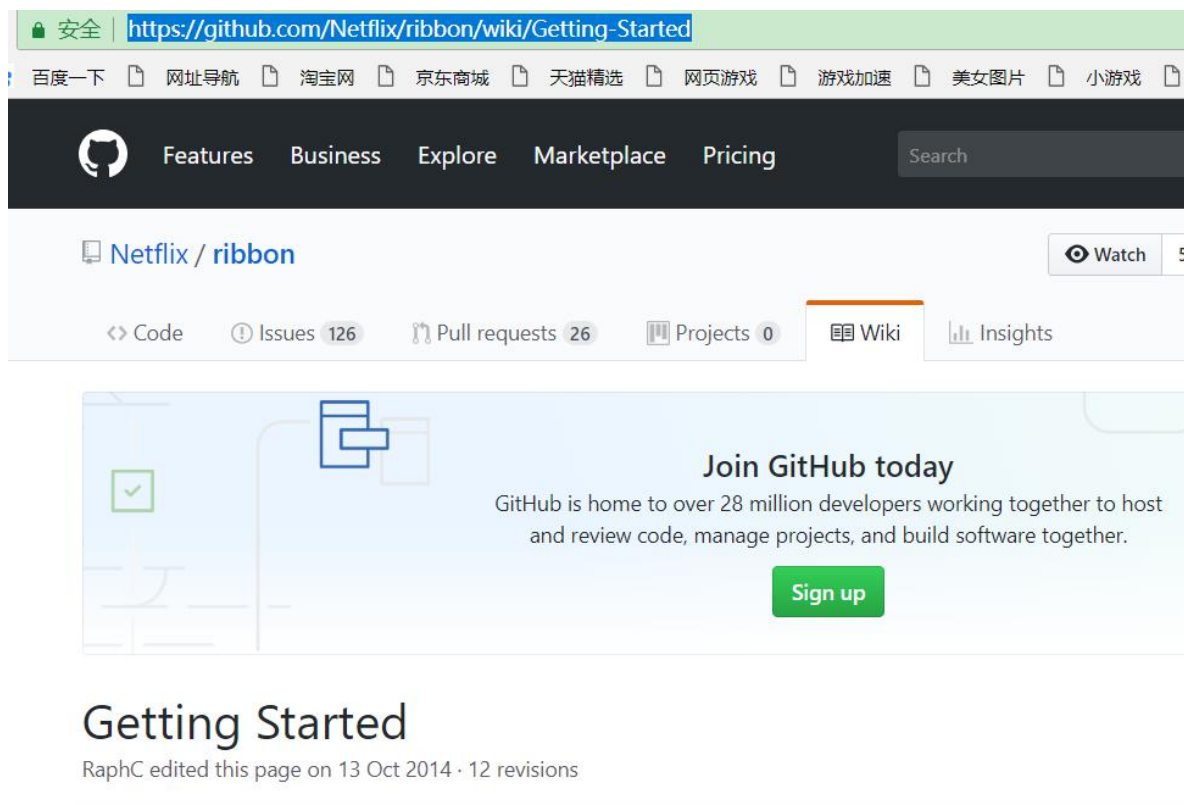 安全 | https://github.com/Netflix/ribbon/wiki/Getting-Started
百度一下 网址导航 淘宝网 京东商城 天猫精选 网页游戏 游戏加速 美女图片 小游戏
Features Business Explore Marketplace Pricing Search
Netflix / ribbon Watch 5
<> Code Issues 126 Pull requests 26 Projects 0 Wiki Insights
Join GitHub today
GitHub is home to over 28 million developers working together to host
and review code, manage projects, and build software together.
Sign up
Getting Started
RaphC edited this page on 13 Oct 2014 · 12 revisions